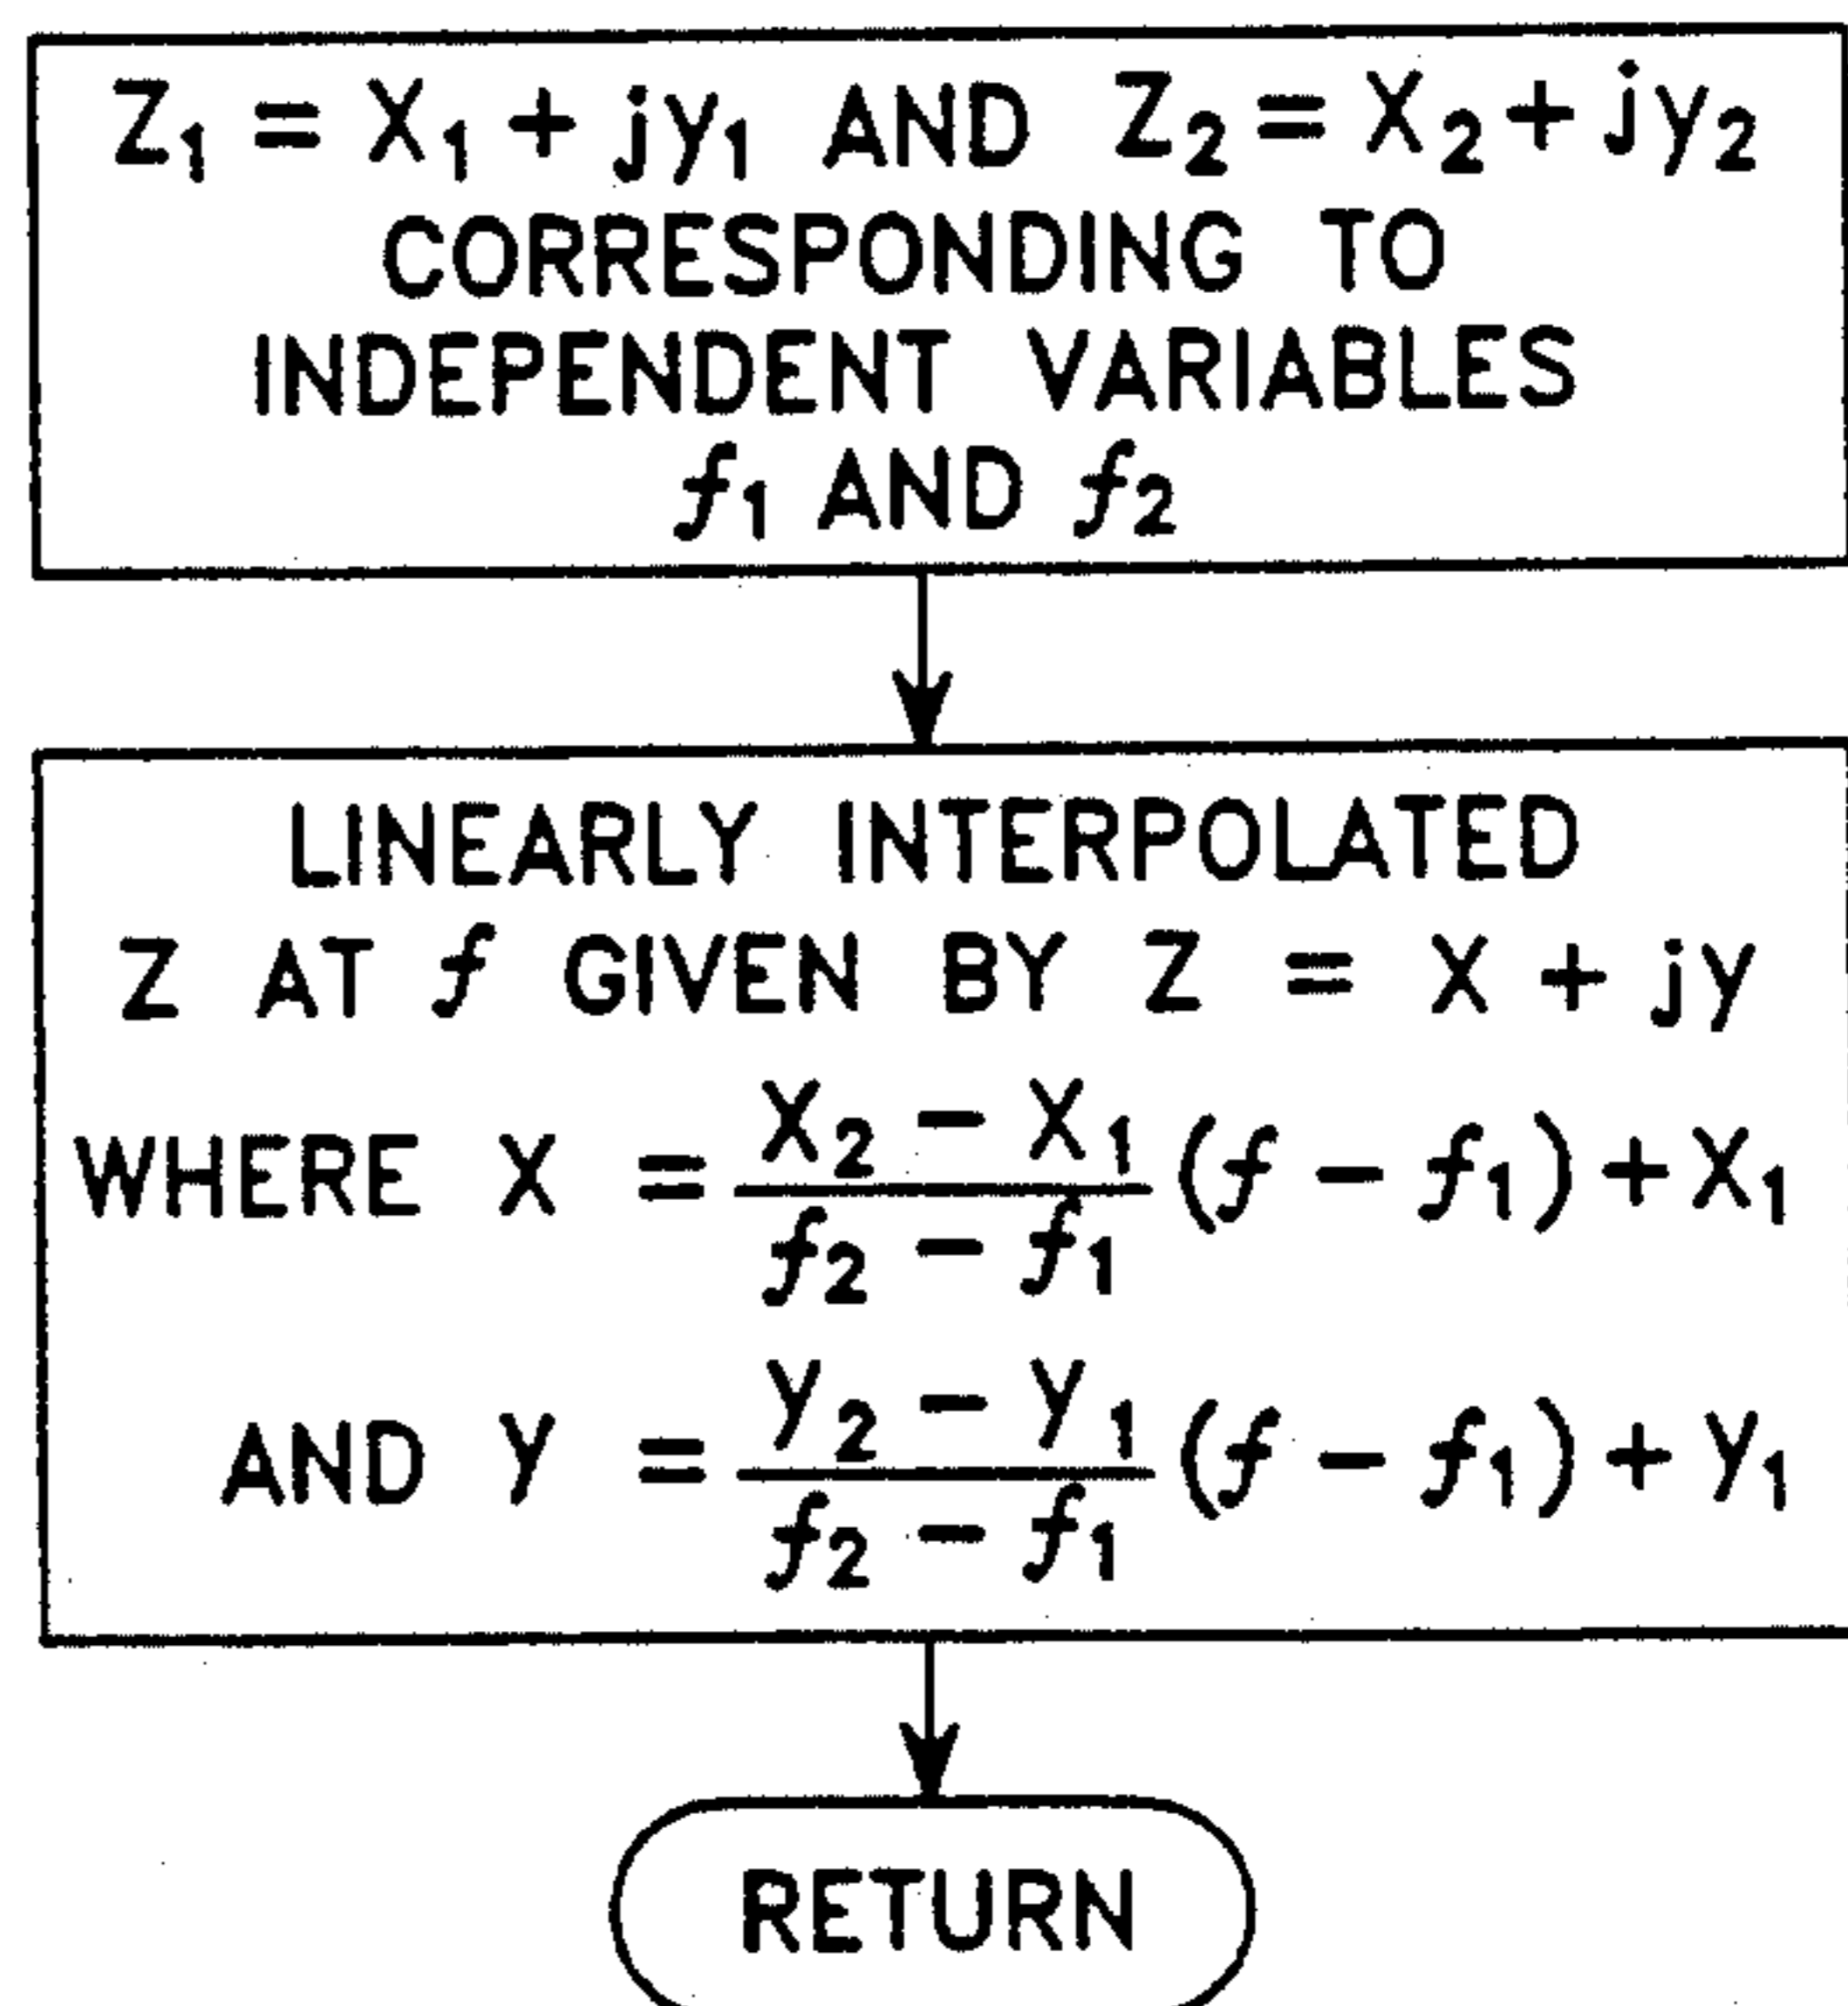 Z₁ = X₁ + jy₁ AND Z₂ = X₂ + jy₂
CORRESPONDING TO
INDEPENDENT VARIABLES
f₁ AND f₂
LINEARLY INTERPOLATED
Z AT f GIVEN BY Z = X + jy
WHERE X = (X₂ − X₁)/(f₂ − f₁) (f − f₁) + X₁
AND Y = (Y₂ − Y₁)/(f₂ − f₁) (f − f₁) + Y₁
RETURN